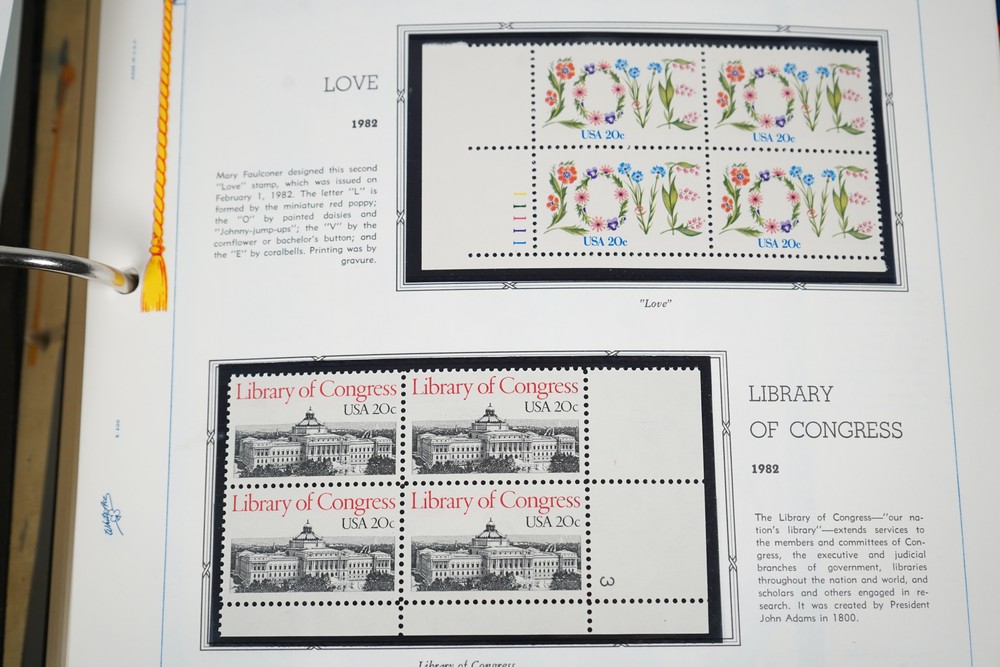 LOVE
1982
Mary Faulconer designed this second
"Love" stamp, which was issued on
February 1, 1982. The letter "L" is
formed by the miniature red poppy;
the "O" by painted daisies and
"Johnny-jump-ups"; the "V" by the
cornflower or bachelor's button; and
the "E" by coralbells. Printing was by
gravure.
LOVE LOVE
USA 20c USA 20c
LOVE LOVE
USA 20c USA 20c
11111
"Love"
Library of Congress Library of Congress
USA 20c USA 20c
Library of Congress Library of Congress
USA 20c USA 20c
3
Library of Congress
LIBRARY
OF CONGRESS
1982
The Library of Congress—"our na-
tion's library"—extends services to
the members and committees of Con-
gress, the executive and judicial
branches of government, libraries
throughout the nation and world, and
scholars and others engaged in re-
search. It was created by President
John Adams in 1800.